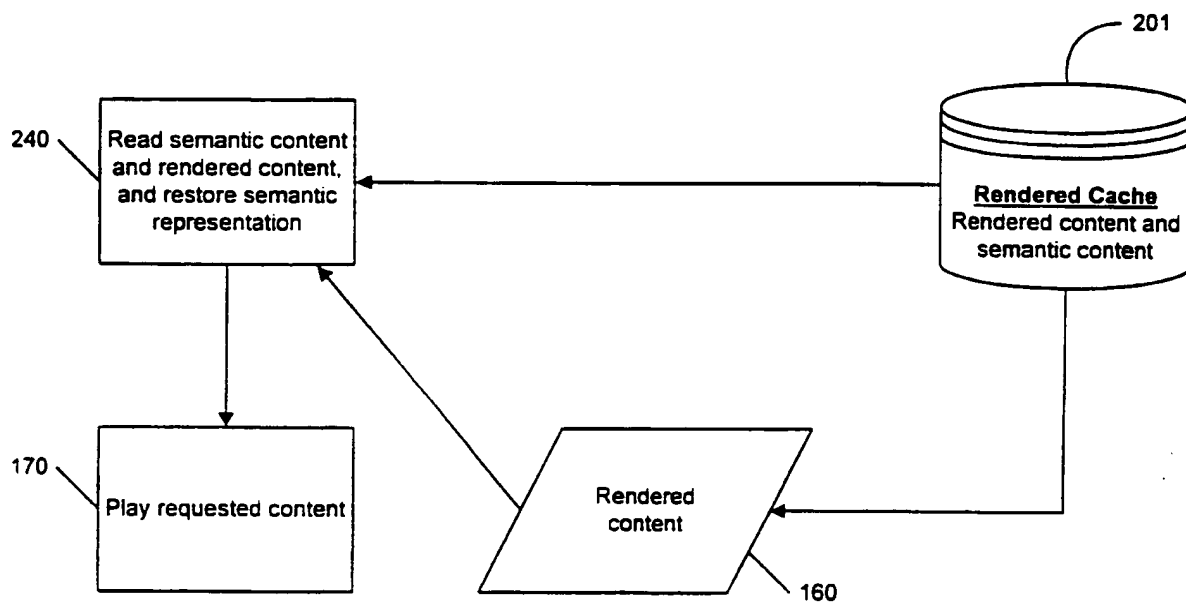 201
240
Read semantic content
and rendered content,
and restore semantic
representation
Rendered Cache
Rendered content and
semantic content
170
Play requested content
Rendered
content
160